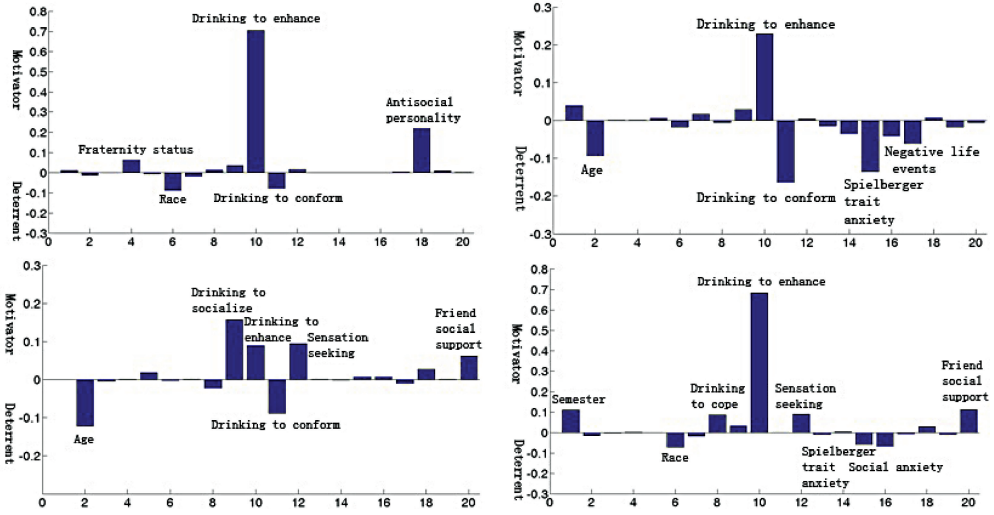 0.8
0.7
0.6
0.5
0.4
0.3
0.2
0.1
0
-0.1
-0.2
-0.3
Motivator
Deterrent
Drinking to enhance
Antisocial
personality
Fraternity status
Race
Drinking to conform
0 2 4 6 8 10 12 14 16 18 20
0.3
0.2
0.1
0
-0.1
-0.2
-0.3
Motivator
Deterrent
Drinking to enhance
Age
Negative life
events
Drinking to conform
Spielberger
trait
anxiety
0 2 4 6 8 10 12 14 16 18 20
0.3
0.2
0.1
0
-0.1
-0.2
Motivator
Deterrent
Drinking to
socialize
Drinking to
enhance
Sensation
seeking
Friend
social
support
Age
Drinking to conform
0 2 4 6 8 10 12 14 16 18 20
0.8
0.7
0.6
0.5
0.4
0.3
0.2
0.1
0
-0.1
-0.2
-0.3
Motivator
Deterrent
Drinking to enhance
Semester
Drinking
to cope
Sensation
seeking
Friend
social
support
Race
Spielberger
trait
anxiety
Social anxiety
0 2 4 6 8 10 12 14 16 18 20